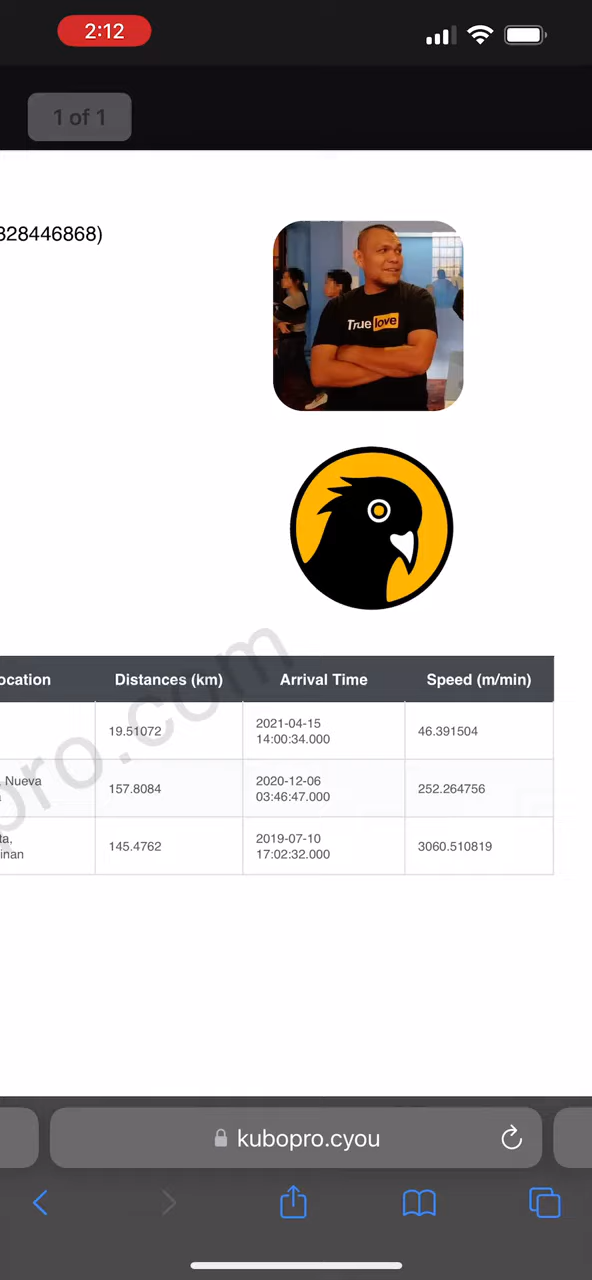 2:12
1 of 1
328446868)
True love
ocation Distances (km) Arrival Time Speed (m/min)
19.51072 2021-04-15 14:00:34.000 46.391504
Nueva 157.8084 2020-12-06 03:46:47.000 252.264756
ta, inan 145.4762 2019-07-10 17:02:32.000 3060.510819
pro.com
kubopro.cyou